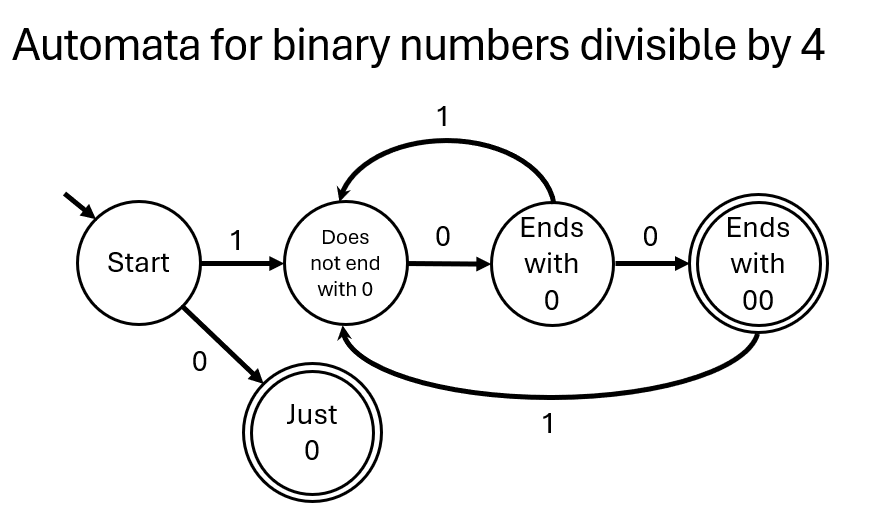 Automata for binary numbers divisible by 4
1
Start
1
Does
not end
with 0
0
Ends
with
0
0
Ends
with
00
0
Just
0
1